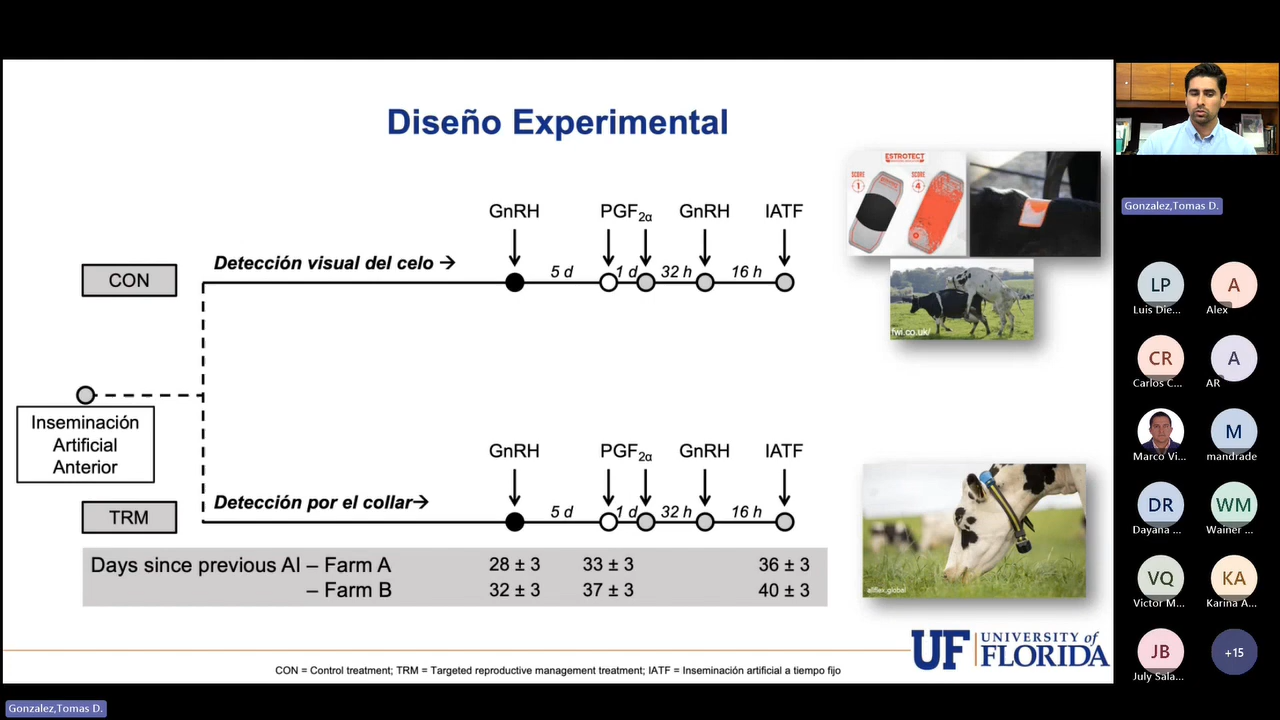 Diseño Experimental
GnRH PGF2α GnRH IATF
Detección visual del celo →
CON
5 d 1 d 32 h 16 h
Inseminación
Artificial
Anterior
GnRH PGF2α GnRH IATF
Detección por el collar→
TRM
5 d 1 d 32 h 16 h
Days since previous AI – Farm A 28 ± 3 33 ± 3 36 ± 3
– Farm B 32 ± 3 37 ± 3 40 ± 3
ESTROTECT
SCORE
1
SCORE
4
fwi.co.uk/
allflex.global
UF UNIVERSITY of
FLORIDA
CON = Control treatment; TRM = Targeted reproductive management treatment; IATF = Inseminación artificial a tiempo fijo
Gonzalez,Tomas D.
LP
Luis Die...
A
Alex
CR
Carlos C...
A
AR
Marco Vi...
M
mandrade
DR
Dayana ...
WM
Wainer ...
VQ
Victor M...
KA
Karina A...
JB
July Sala...
+15
Gonzalez,Tomas D.